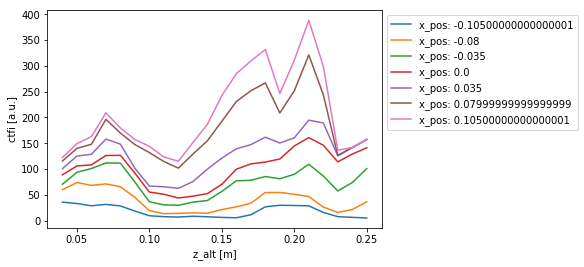 400
350
300
250
200
150
100
50
0
ctfi [a.u.]
0.05
0.10
0.15
0.20
0.25
z_alt [m]
x_pos: -0.10500000000000001
x_pos: -0.08
x_pos: -0.035
x_pos: 0.0
x_pos: 0.035
x_pos: 0.07999999999999999
x_pos: 0.10500000000000001